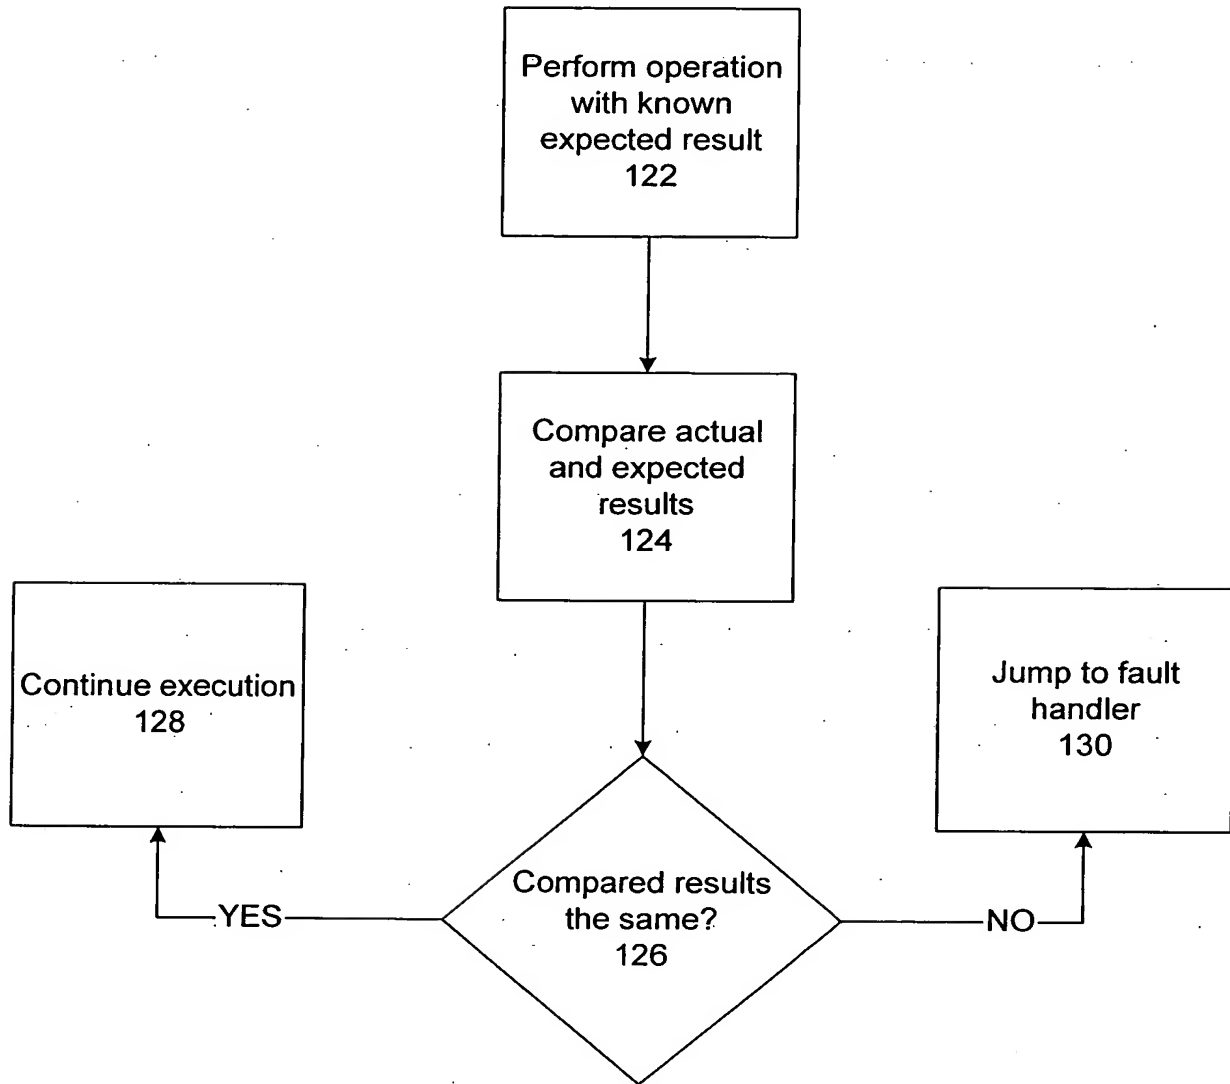 Perform operation
with known
expected result
122
Compare actual
and expected
results
124
Continue execution
128
Jump to fault
handler
130
Compared results
the same?
126
YES
NO